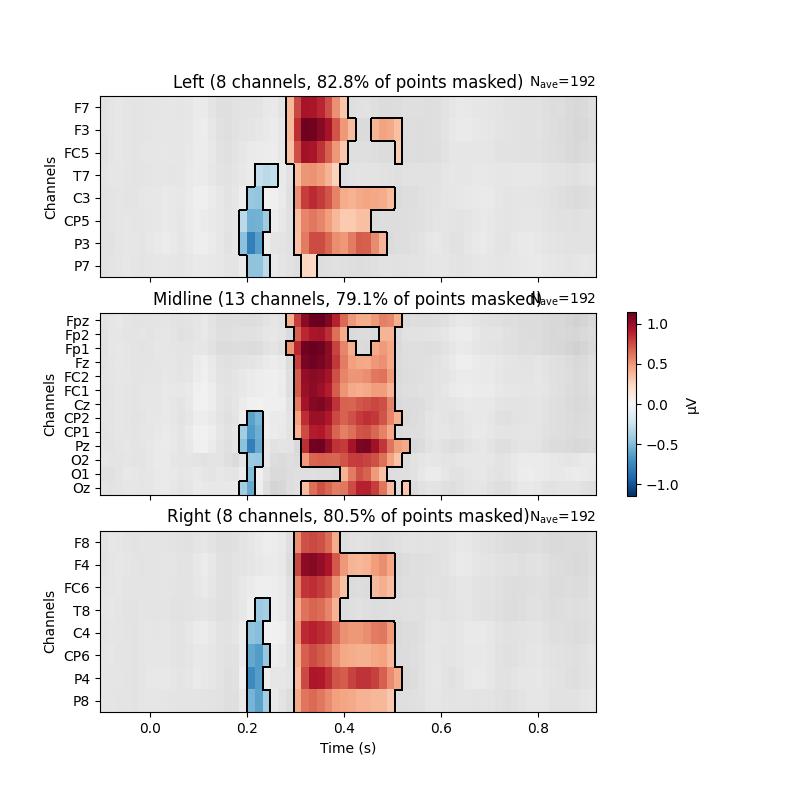 Left (8 channels, 82.8% of points masked)
Nave=192
F7
F3
FC5
T7
C3
CP5
P3
P7
Channels
Midline (13 channels, 79.1% of points masked)
Nave=192
Fpz
Fp2
Fp1
Fz
FC2
FC1
Cz
CP2
CP1
Pz
O2
O1
Oz
Channels
1.0
0.5
0.0
−0.5
−1.0
µV
Right (8 channels, 80.5% of points masked)
Nave=192
F8
F4
FC6
T8
C4
CP6
P4
P8
Channels
0.0 0.2 0.4 0.6 0.8
Time (s)